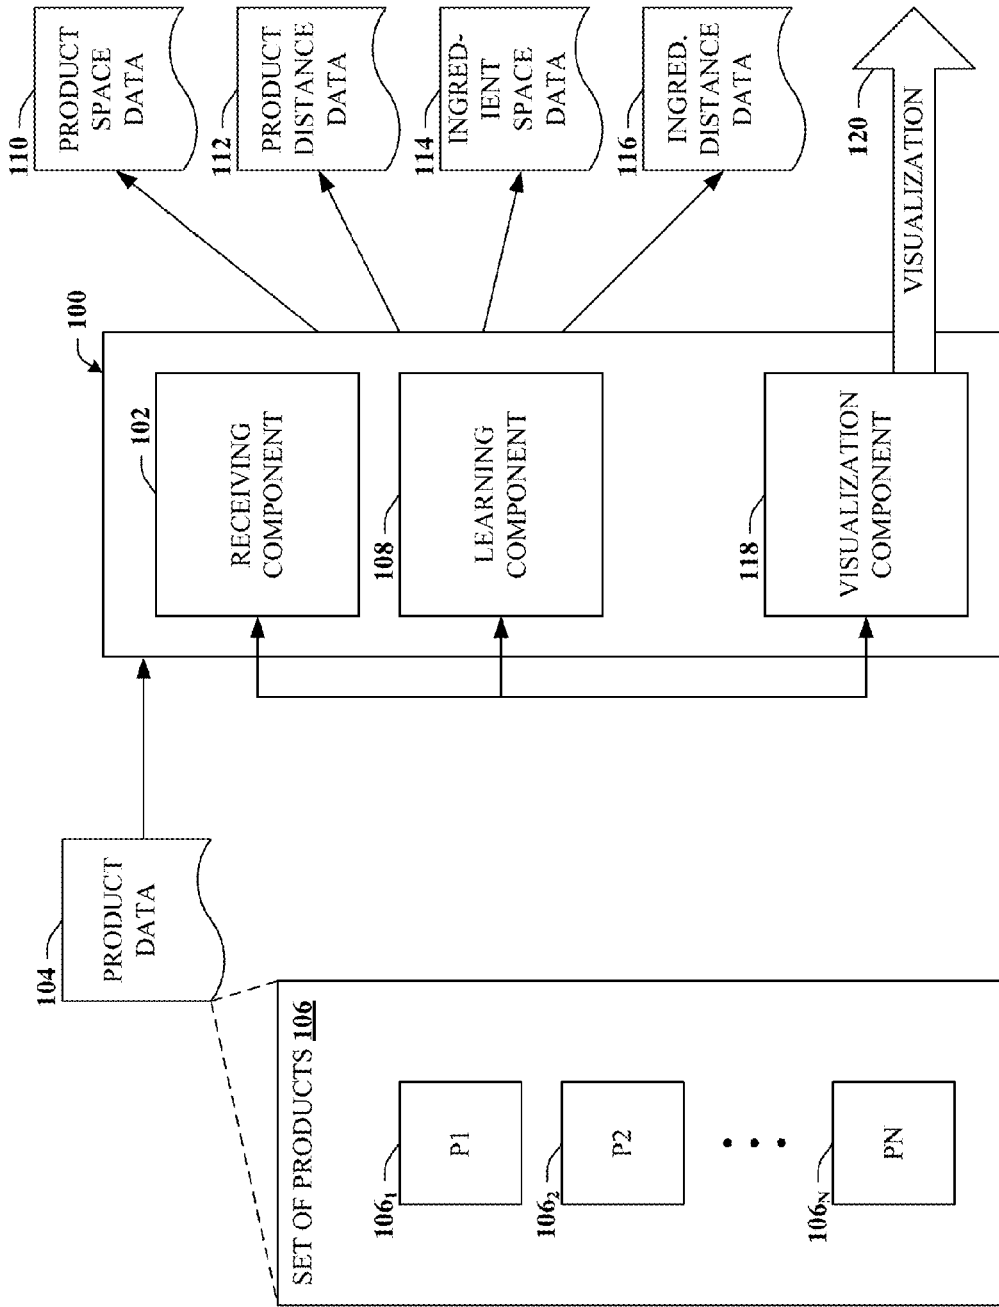 104
PRODUCT
DATA
SET OF PRODUCTS 106
106₁
P1
106₂
P2
106N
PN
100
102
RECEIVING
COMPONENT
108
LEARNING
COMPONENT
118
VISUALIZATION
COMPONENT
110
PRODUCT
SPACE
DATA
112
PRODUCT
DISTANCE
DATA
114
INGRED-
IENT
SPACE
DATA
116
INGRED.
DISTANCE
DATA
120
VISUALIZATION